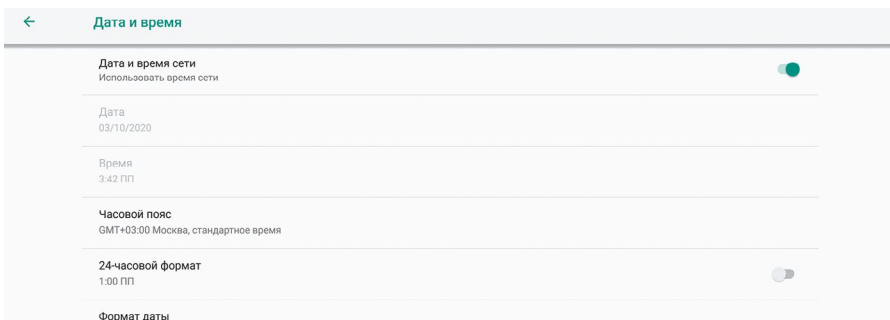 Дата и время
Дата и время сети
Использовать время сети
Дата
03/10/2020
Время
3:42 ПП
Часовой пояс
GMT+03:00 Москва, стандартное время
24-часовой формат
1:00 ПП
Формат даты